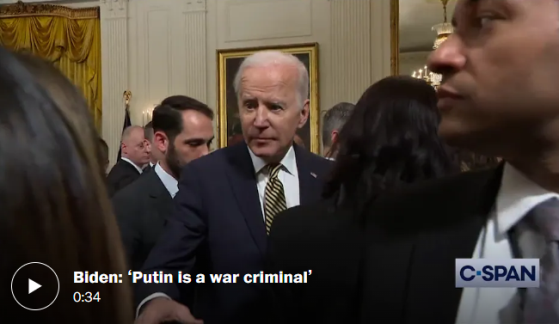 Biden: ‘Putin is a war criminal’
0:34
C-SPAN